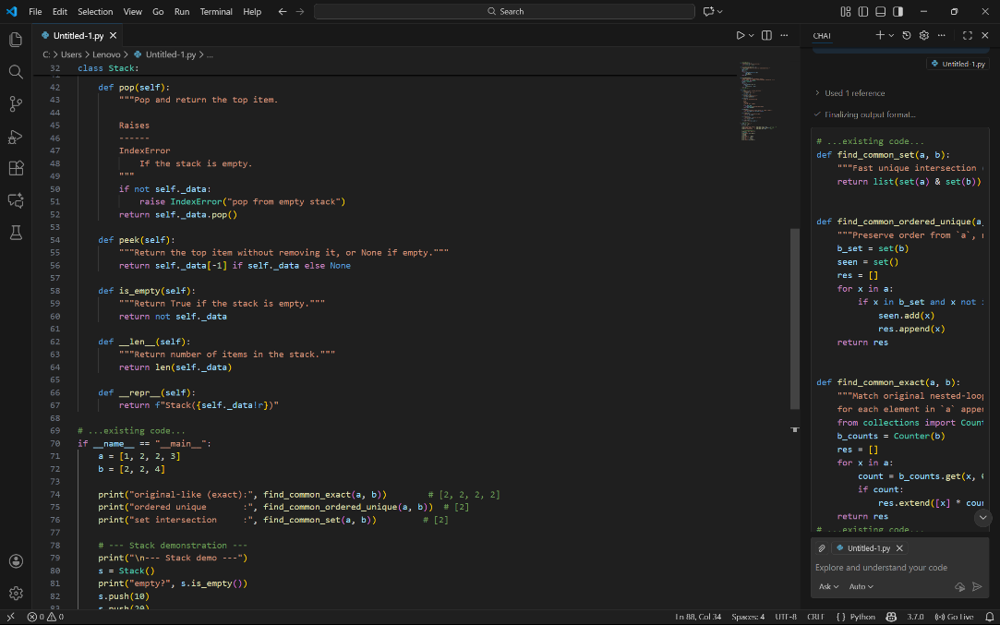 File Edit Selection View Go Run Terminal Help
Search
Untitled-1.py
C: > Users > Lenovo > Untitled-1.py > ...
32 class Stack:
42 def pop(self):
43 """Pop and return the top item.
44
45 Raises
46 ------
47 IndexError
48 If the stack is empty.
49 """
50 if not self._data:
51 raise IndexError("pop from empty stack")
52 return self._data.pop()
53
54 def peek(self):
55 """Return the top item without removing it, or None if empty."""
56 return self._data[-1] if self._data else None
57
58 def is_empty(self):
59 """Return True if the stack is empty."""
60 return not self._data
61
62 def __len__(self):
63 """Return number of items in the stack."""
64 return len(self._data)
65
66 def __repr__(self):
67 return f"Stack({self._data!r})"
68
69 # ...existing code...
70 if __name__ == "__main__":
71 a = [1, 2, 2, 3]
72 b = [2, 2, 4]
73
74 print("original-like (exact):", find_common_exact(a, b)) # [2, 2, 2, 2]
75 print("ordered unique :", find_common_ordered_unique(a, b)) # [2]
76 print("set intersection :", find_common_set(a, b)) # [2]
77
78 # --- Stack demonstration ---
79 print("\n--- Stack demo ---")
80 s = Stack()
81 print("empty?", s.is_empty())
82 s.push(10)
83 s.push(20)
CHAT
Untitled-1.py
Used 1 reference
Finalizing output format...
# ...existing code...
def find_common_set(a, b):
"""Fast unique intersection
return list(set(a) & set(b))
def find_common_ordered_unique(a,
"""Preserve order from `a`,
b_set = set(b)
seen = set()
res = []
for x in a:
if x in b_set and x not
seen.add(x)
res.append(x)
return res
def find_common_exact(a, b):
"""Match original nested-loop
for each element in `a` appen
from collections import Count
b_counts = Counter(b)
res = []
for x in a:
count = b_counts.get(x,
if count:
res.extend([x] * coun
return res
# ...existing code...
Untitled-1.py
Explore and understand your code
Ask Auto
0 0 Ln 88, Col 34 Spaces: 4 UTF-8 CRLF { } Python 3.7.0 Go Live